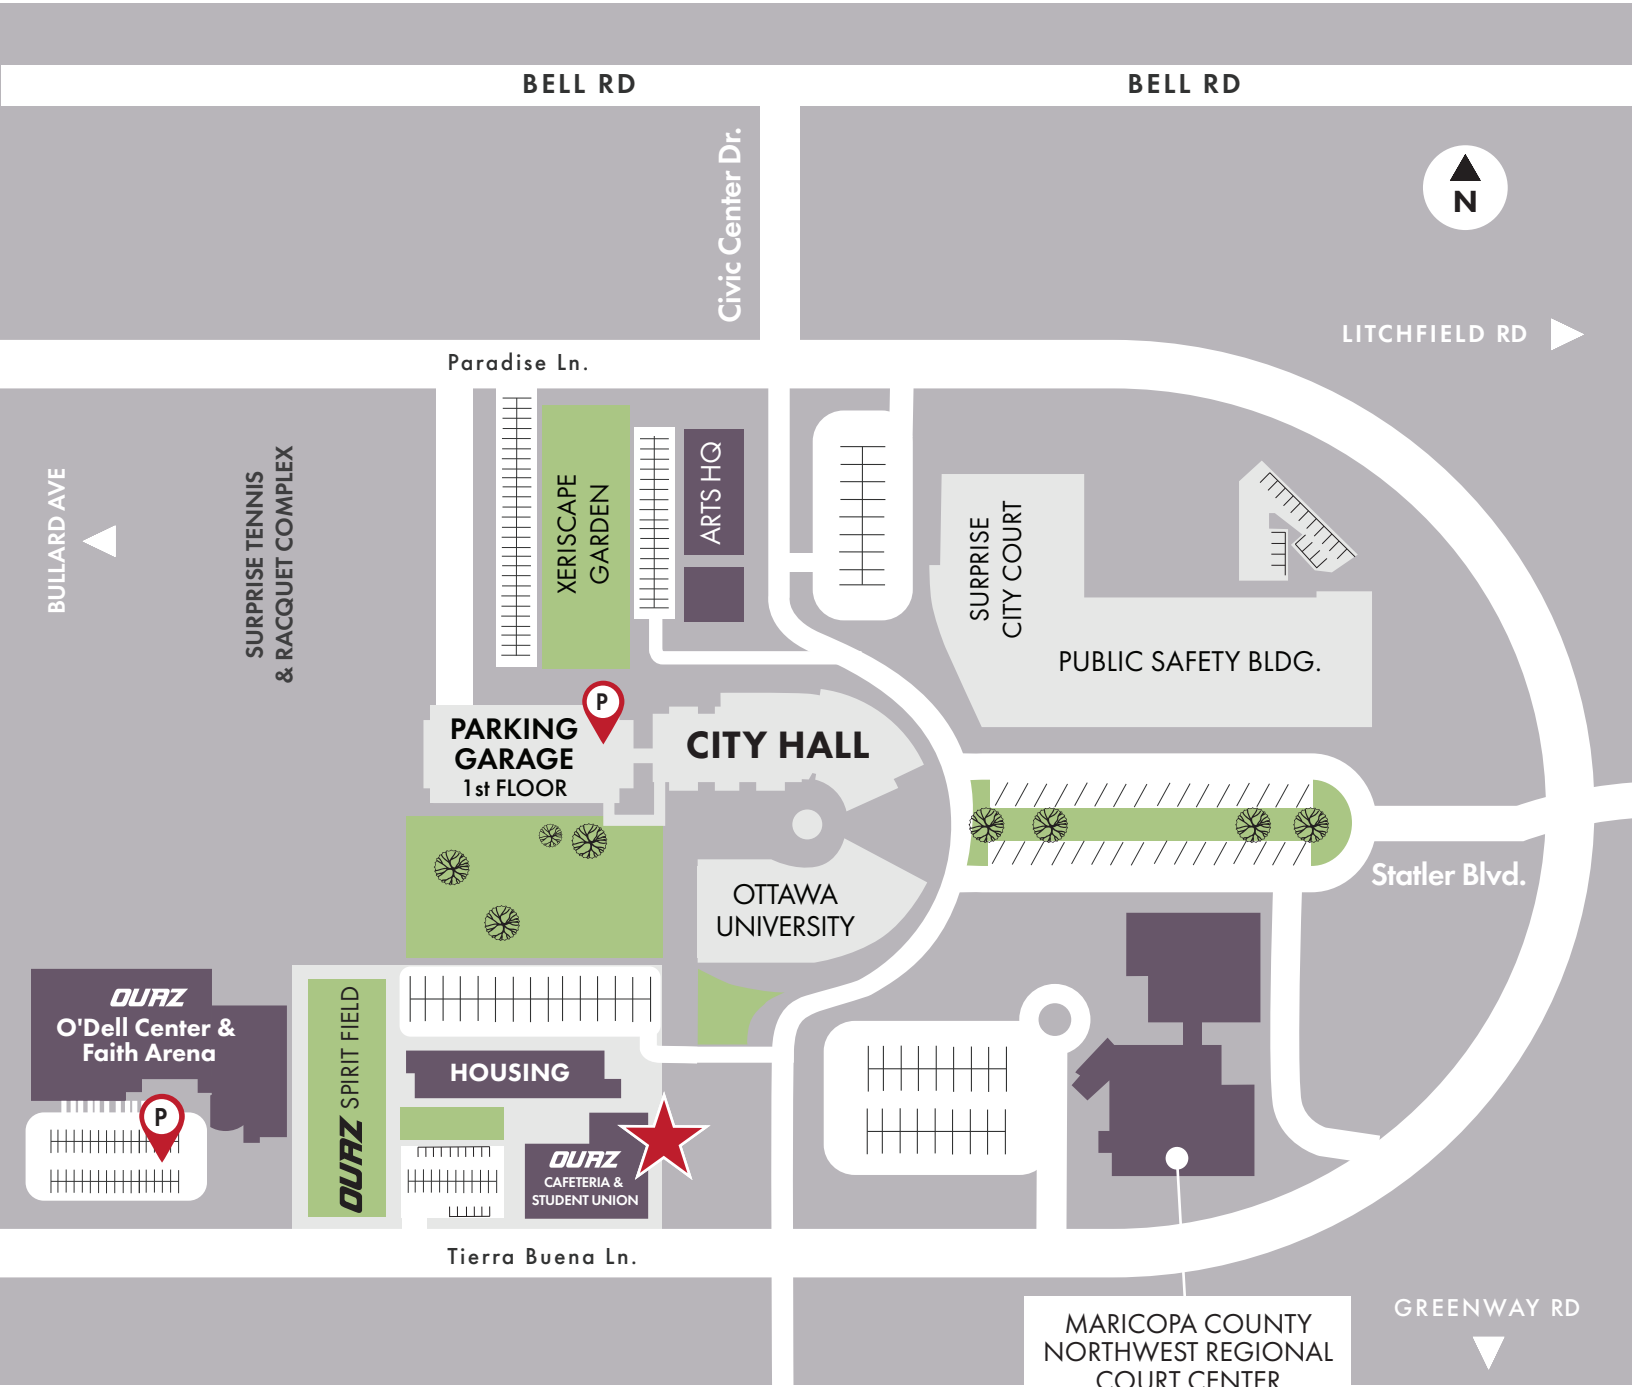 BELL RD
BELL RD
Civic Center Dr.
N
LITCHFIELD RD
Paradise Ln.
BULLARD AVE
SURPRISE TENNIS
& RACQUET COMPLEX
XERISCAPE
GARDEN
ARTS HQ
SURPRISE
CITY COURT
PUBLIC SAFETY BLDG.
P
PARKING
GARAGE
1st FLOOR
CITY HALL
OTTAWA
UNIVERSITY
Statler Blvd.
OUAZ
O'Dell Center &
Faith Arena
P
OUAZ SPIRIT FIELD
HOUSING
OUAZ
CAFETERIA &
STUDENT UNION
Tierra Buena Ln.
MARICOPA COUNTY
NORTHWEST REGIONAL
COURT CENTER
GREENWAY RD